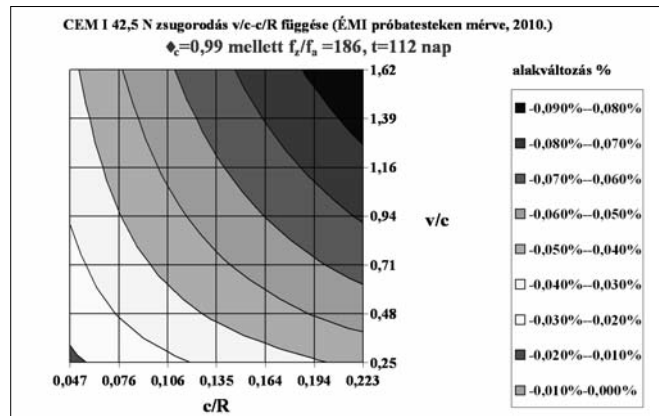 CEM I 42,5 N zsugorodás v/c-c/R függése (ÉMI próbatesteken mérve, 2010.)
♦c=0,99 mellett fz/fa =186, t=112 nap
alakváltozás %
1,62
1,39
1,16
0,94
0,71
0,48
0,25
v/c
0,047 0,076 0,106 0,135 0,164 0,194 0,223
c/R
-0,090%--0,080%
-0,080%--0,070%
-0,070%--0,060%
-0,060%--0,050%
-0,050%--0,040%
-0,040%--0,030%
-0,030%--0,020%
-0,020%--0,010%
-0,010%-0,000%